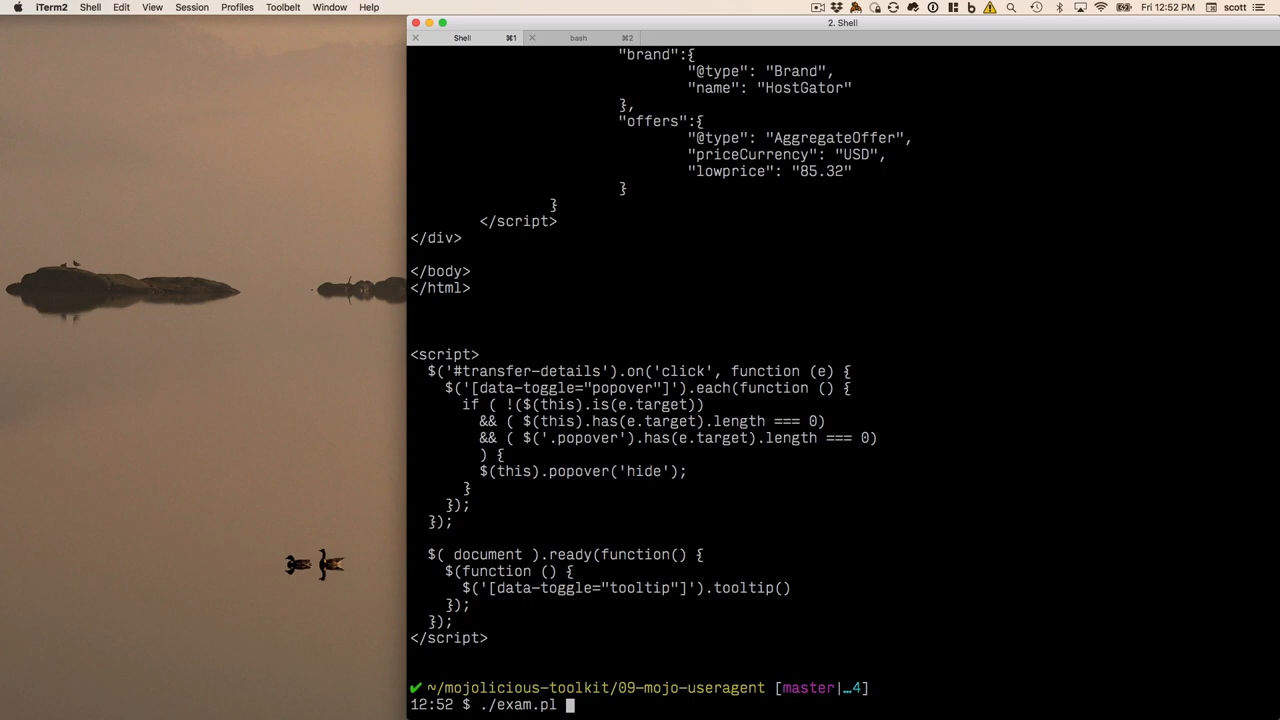 iTerm2 Shell Edit View Session Profiles Toolbelt Window Help Fri 12:52 PM scott
2. Shell
Shell ⌘1 bash ⌘2
"brand":{
"@type": "Brand",
"name": "HostGator"
},
"offers":{
"@type": "AggregateOffer",
"priceCurrency": "USD",
"lowprice": "85.32"
}
}
</script>
</div>
</body>
</html>
<script>
$('#transfer-details').on('click', function (e) {
$('[data-toggle="popover"]').each(function () {
if ( !($(this).is(e.target))
&& ( $(this).has(e.target).length === 0)
&& ( $('.popover').has(e.target).length === 0)
) {
$(this).popover('hide');
}
});
});
$( document ).ready(function() {
$(function () {
$('[data-toggle="tooltip"]').tooltip()
});
});
</script>
✔ ~/mojolicious-toolkit/09-mojo-useragent [master|…4]
12:52 $ ./exam.pl